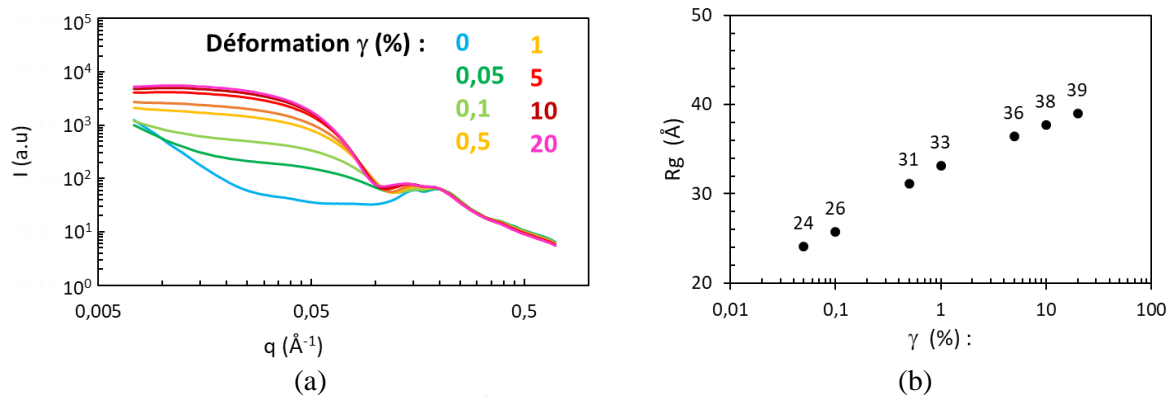 10⁵
10⁴
10³
10²
10¹
10⁰
I (a.u)
Déformation γ (%) :
0 1
0,05 5
0,1 10
0,5 20
0,005 0,05 0,5
q (Å⁻¹)
(a)
50
40
30
20
Rg (Å)
24 26 31 33 36 38 39
0,01 0,1 1 10 100
γ (%) :
(b)